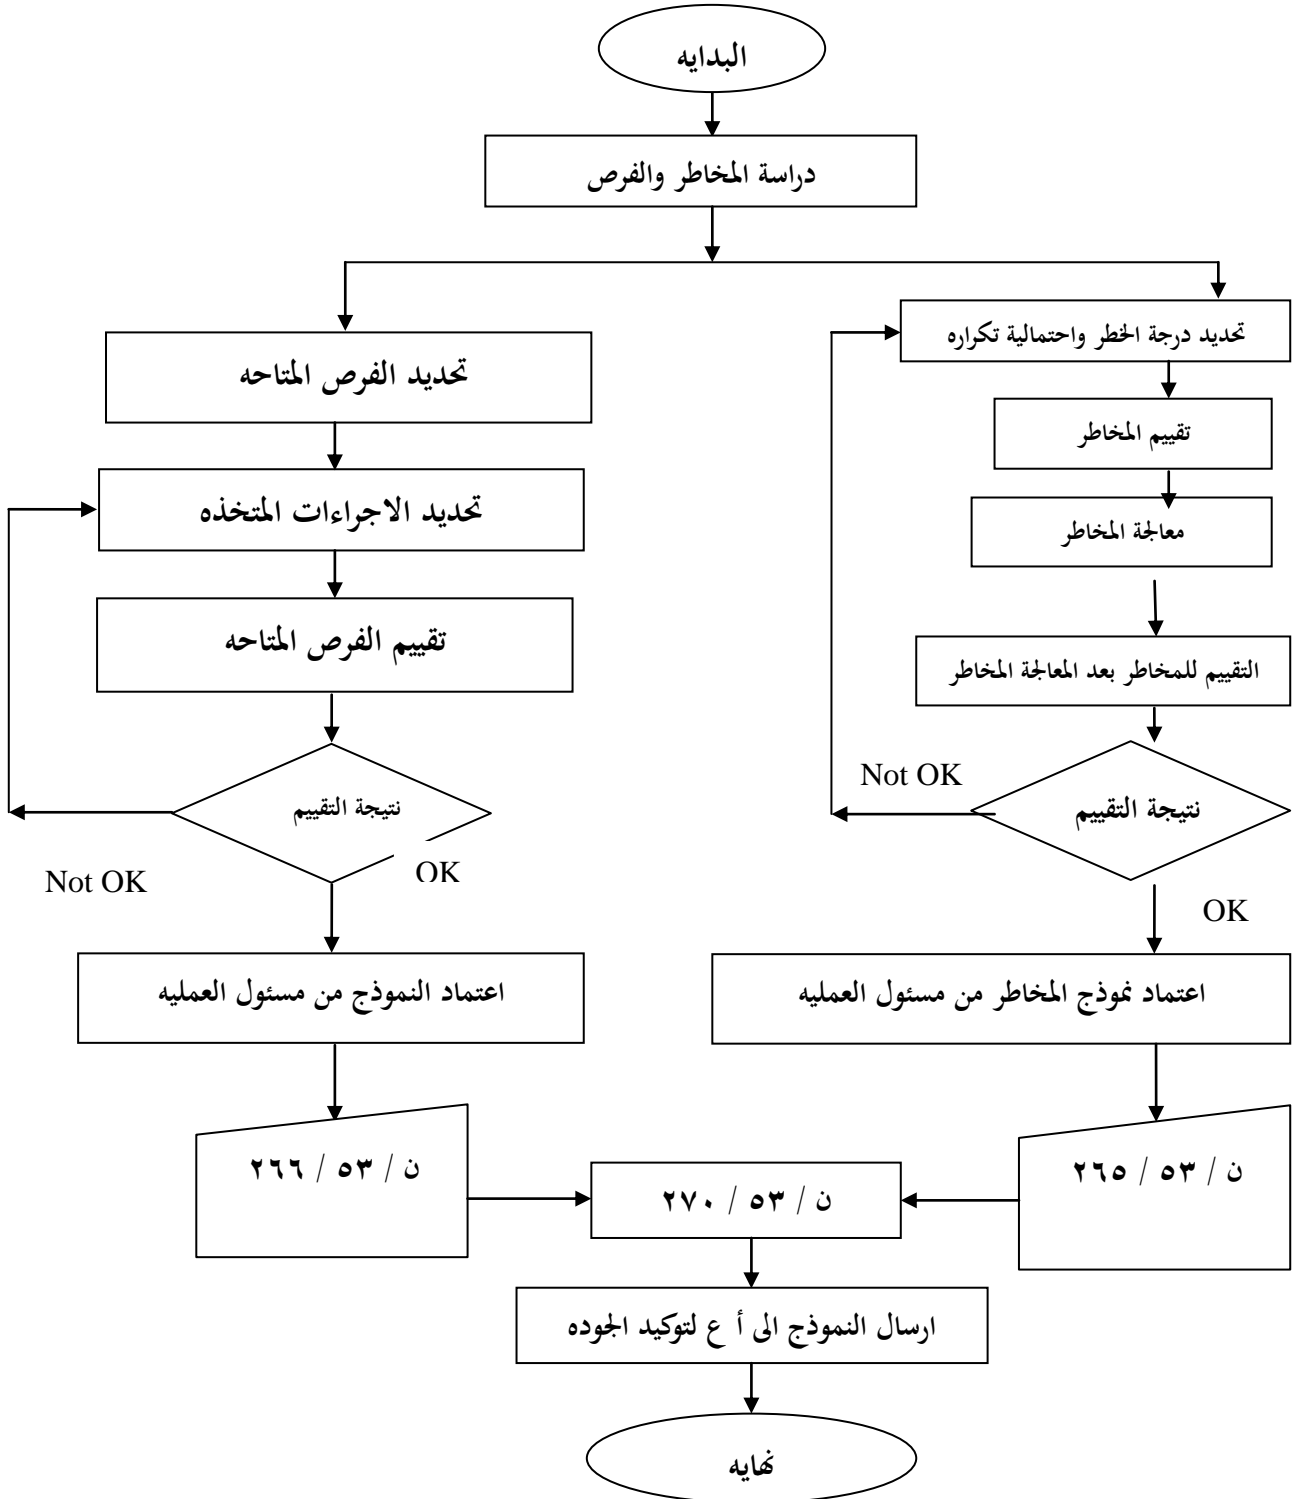 البدايه
دراسة المخاطر والفرص
تحديد درجة الخطر واحتمالية تكراره
تحديد الفرص المتاحه
تقييم المخاطر
تحديد الاجراءات المتخذه
معالجة المخاطر
تقييم الفرص المتاحه
التقييم للمخاطر بعد المعالجة المخاطر
Not OK
نتيجة التقييم
نتيجة التقييم
OK
Not OK
OK
اعتماد نموذج المخاطر من مسئول العمليه
اعتماد النموذج من مسئول العمليه
ن / ٥٣ / ٢٦٥
ن / ٥٣ / ٢٦٦
ن / ٥٣ / ٢٧٠
ارسال النموذج الى أ ع لتوكيد الجوده
نهايه